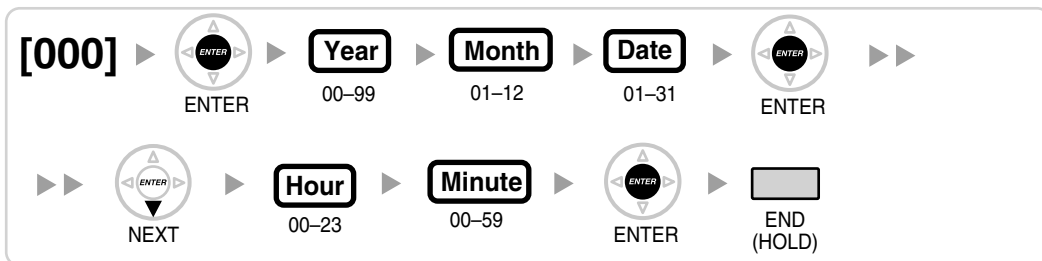 [000] ENTER Year Month Date ENTER
ENTER 00–99 01–12 01–31 ENTER
ENTER Hour Minute ENTER
NEXT 00–23 00–59 ENTER END
(HOLD)